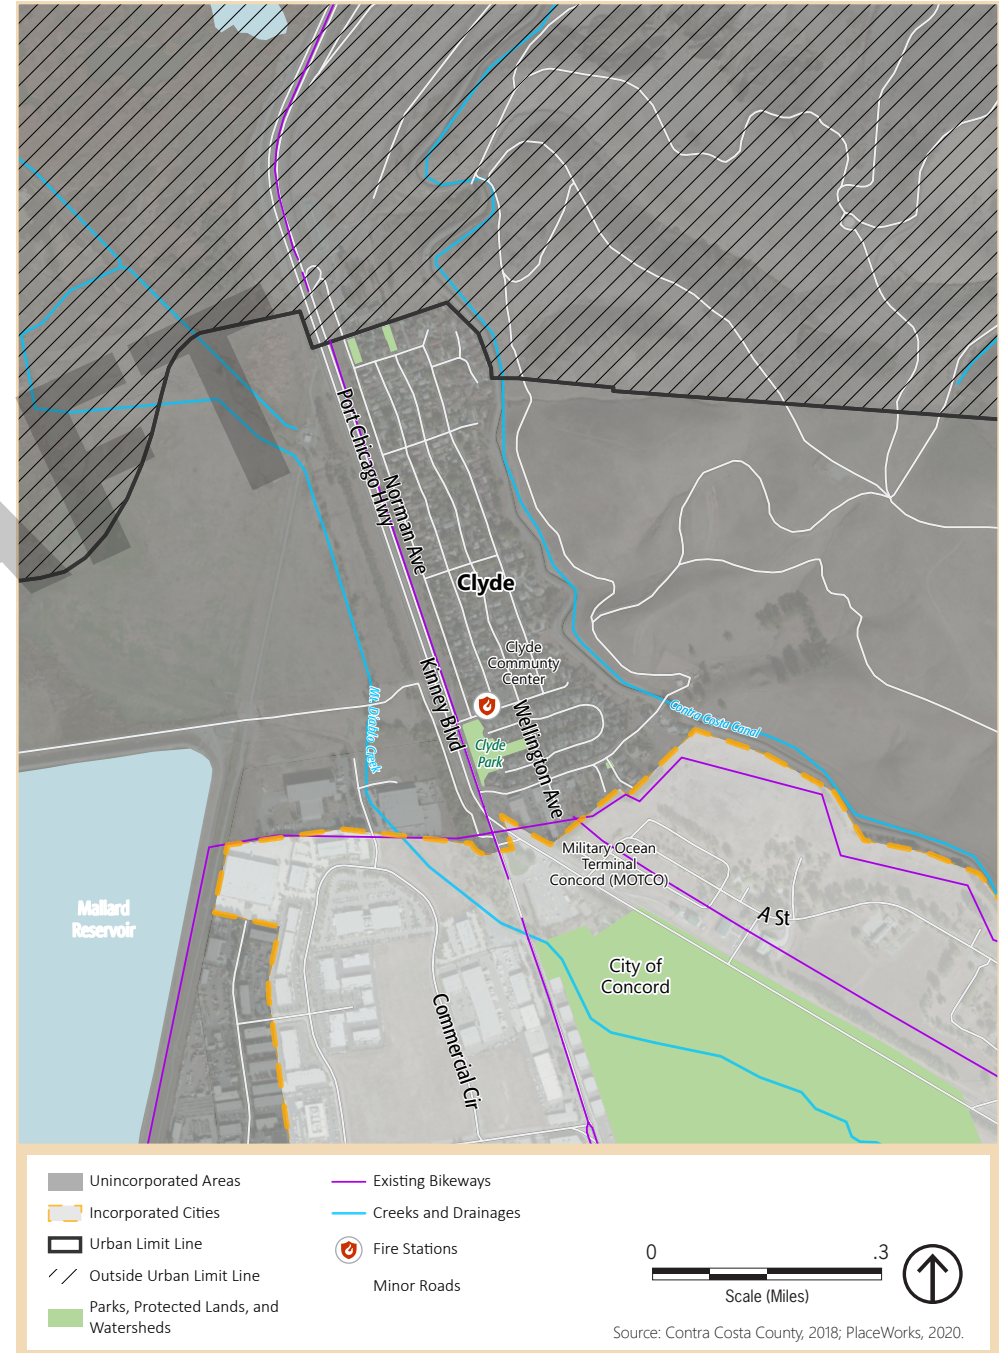 Port Chicago Hwy
Norman Ave
Clyde
Clyde
Communty
Center
Kinney Blvd
Wellington Ave
Contra Costa Canal
Mt. Diablo Creek
Clyde
Park
Military Ocean
Terminal
Concord (MOTCO)
Mallard
Reservoir
A St
City of
Concord
Commercial Cir
Unincorporated Areas
Incorporated Cities
Urban Limit Line
Outside Urban Limit Line
Parks, Protected Lands, and
Watersheds
Existing Bikeways
Creeks and Drainages
Fire Stations
Minor Roads
0 .3
Scale (Miles)
Source: Contra Costa County, 2018; PlaceWorks, 2020.